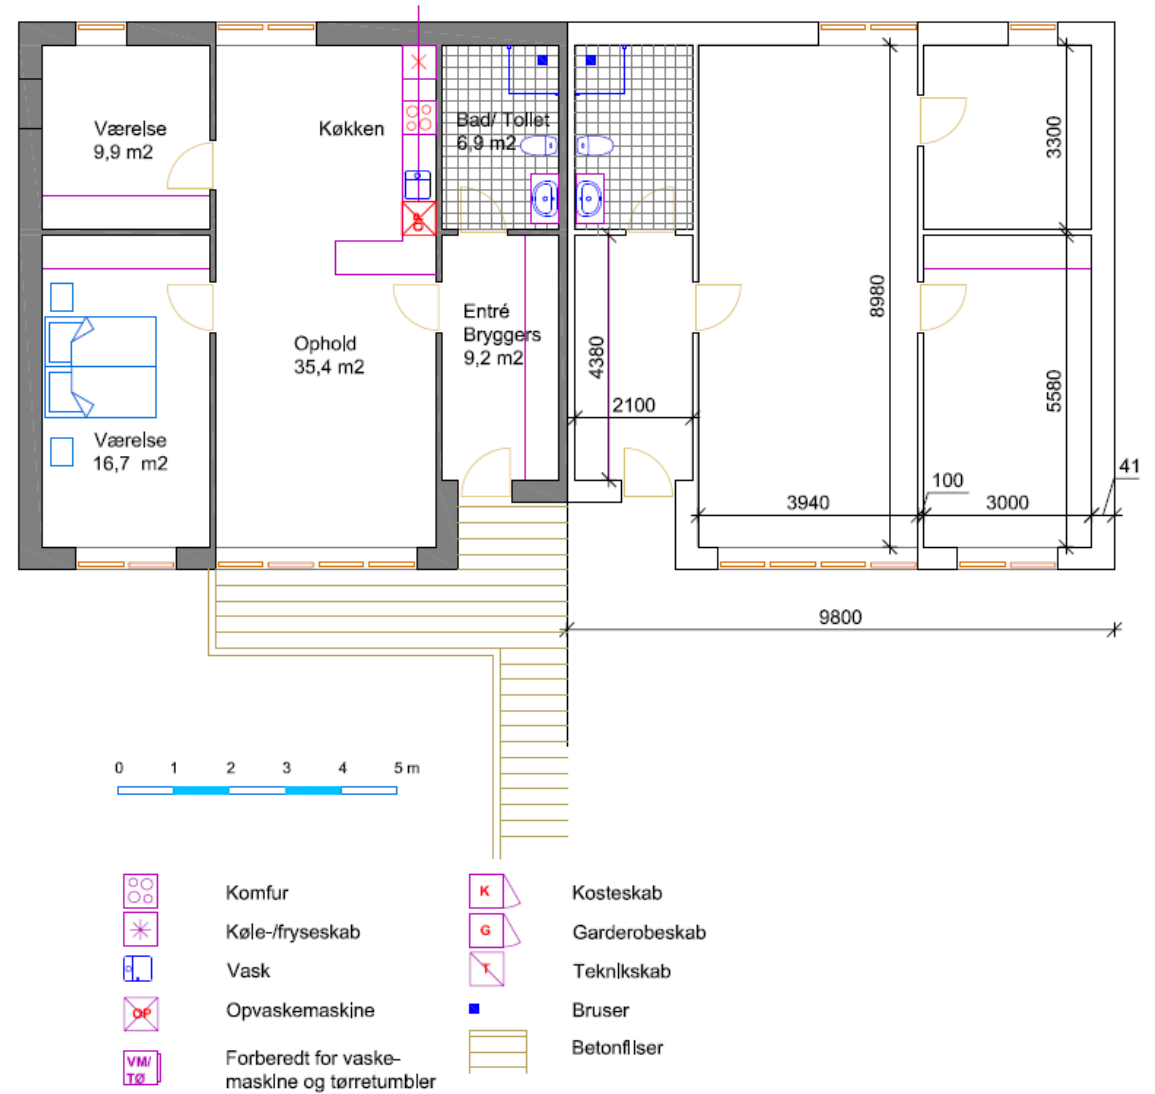 Værelse
9,9 m2
Køkken
Bad/ Toilet
6,9 m2
OP
Entré
Bryggers
9,2 m2
Ophold
35,4 m2
Værelse
16,7 m2
3300
8980
4380
2100
5580
41
100
3940
3000
9800
0 1 2 3 4 5 m
Komfur
Køle-/fryseskab
Vask
OP
Opvaskemaskine
VM/
TØ
Forberedt for vaske-
maskine og tørretumbler
K
Kosteskab
G
Garderobeskab
T
Teknikskab
Bruser
Betonfliser